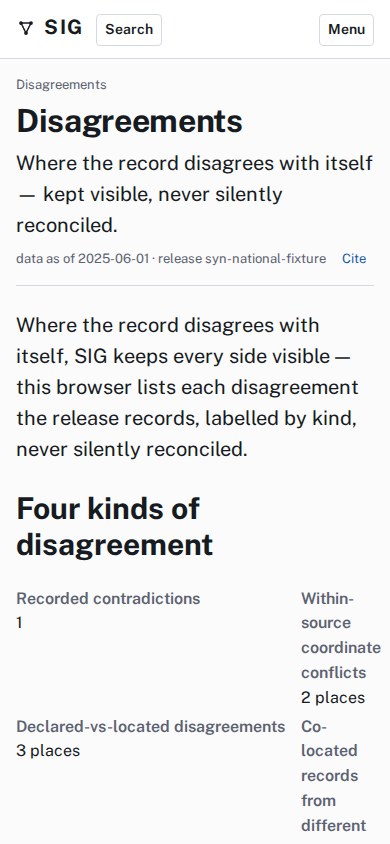 SIG
Search
Menu
Disagreements
Disagreements
Where the record disagrees with itself
— kept visible, never silently
reconciled.
data as of 2025-06-01 · release syn-national-fixture
Cite
Where the record disagrees with
itself, SIG keeps every side visible —
this browser lists each disagreement
the release records, labelled by kind,
never silently reconciled.
Four kinds of
disagreement
Recorded contradictions
1
Within-
source
coordinate
conflicts
2 places
Declared-vs-located disagreements
3 places
Co-
located
records
from
different